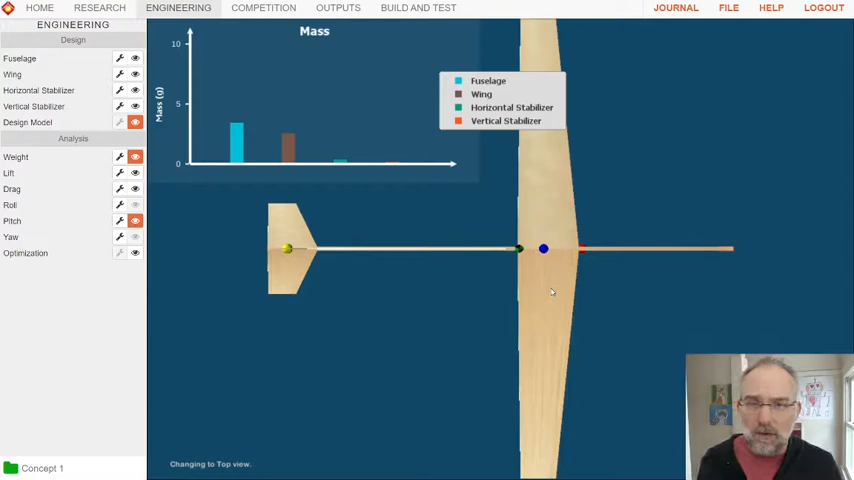 HOME RESEARCH ENGINEERING COMPETITION OUTPUTS BUILD AND TEST JOURNAL FILE HELP LOGOUT
ENGINEERING
Design
Fuselage
Wing
Horizontal Stabilizer
Vertical Stabilizer
Design Model
Analysis
Weight
Lift
Drag
Roll
Pitch
Yaw
Optimization
Concept 1
Mass
Mass (g)
10
5
0
Fuselage
Wing
Horizontal Stabilizer
Vertical Stabilizer
Changing to Top view.